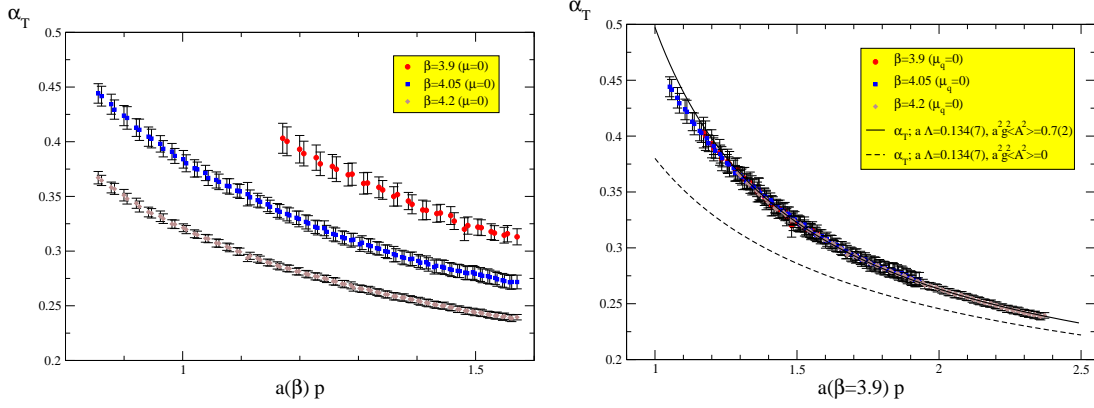 α_T
0.5
0.45
0.4
0.35
0.3
0.25
0.2
1
1.5
a(β) p
β=3.9 (μ=0)
β=4.05 (μ=0)
β=4.2 (μ=0)
α_T
0.5
0.45
0.4
0.35
0.3
0.25
0.2
1
1.5
2
2.5
a(β=3.9) p
β=3.9 (μ_q=0)
β=4.05 (μ_q=0)
β=4.2 (μ_q=0)
α_T; a Λ=0.134(7), a²g²<A²>=0.7(2)
α_T; a Λ=0.134(7), a²g²<A²>=0